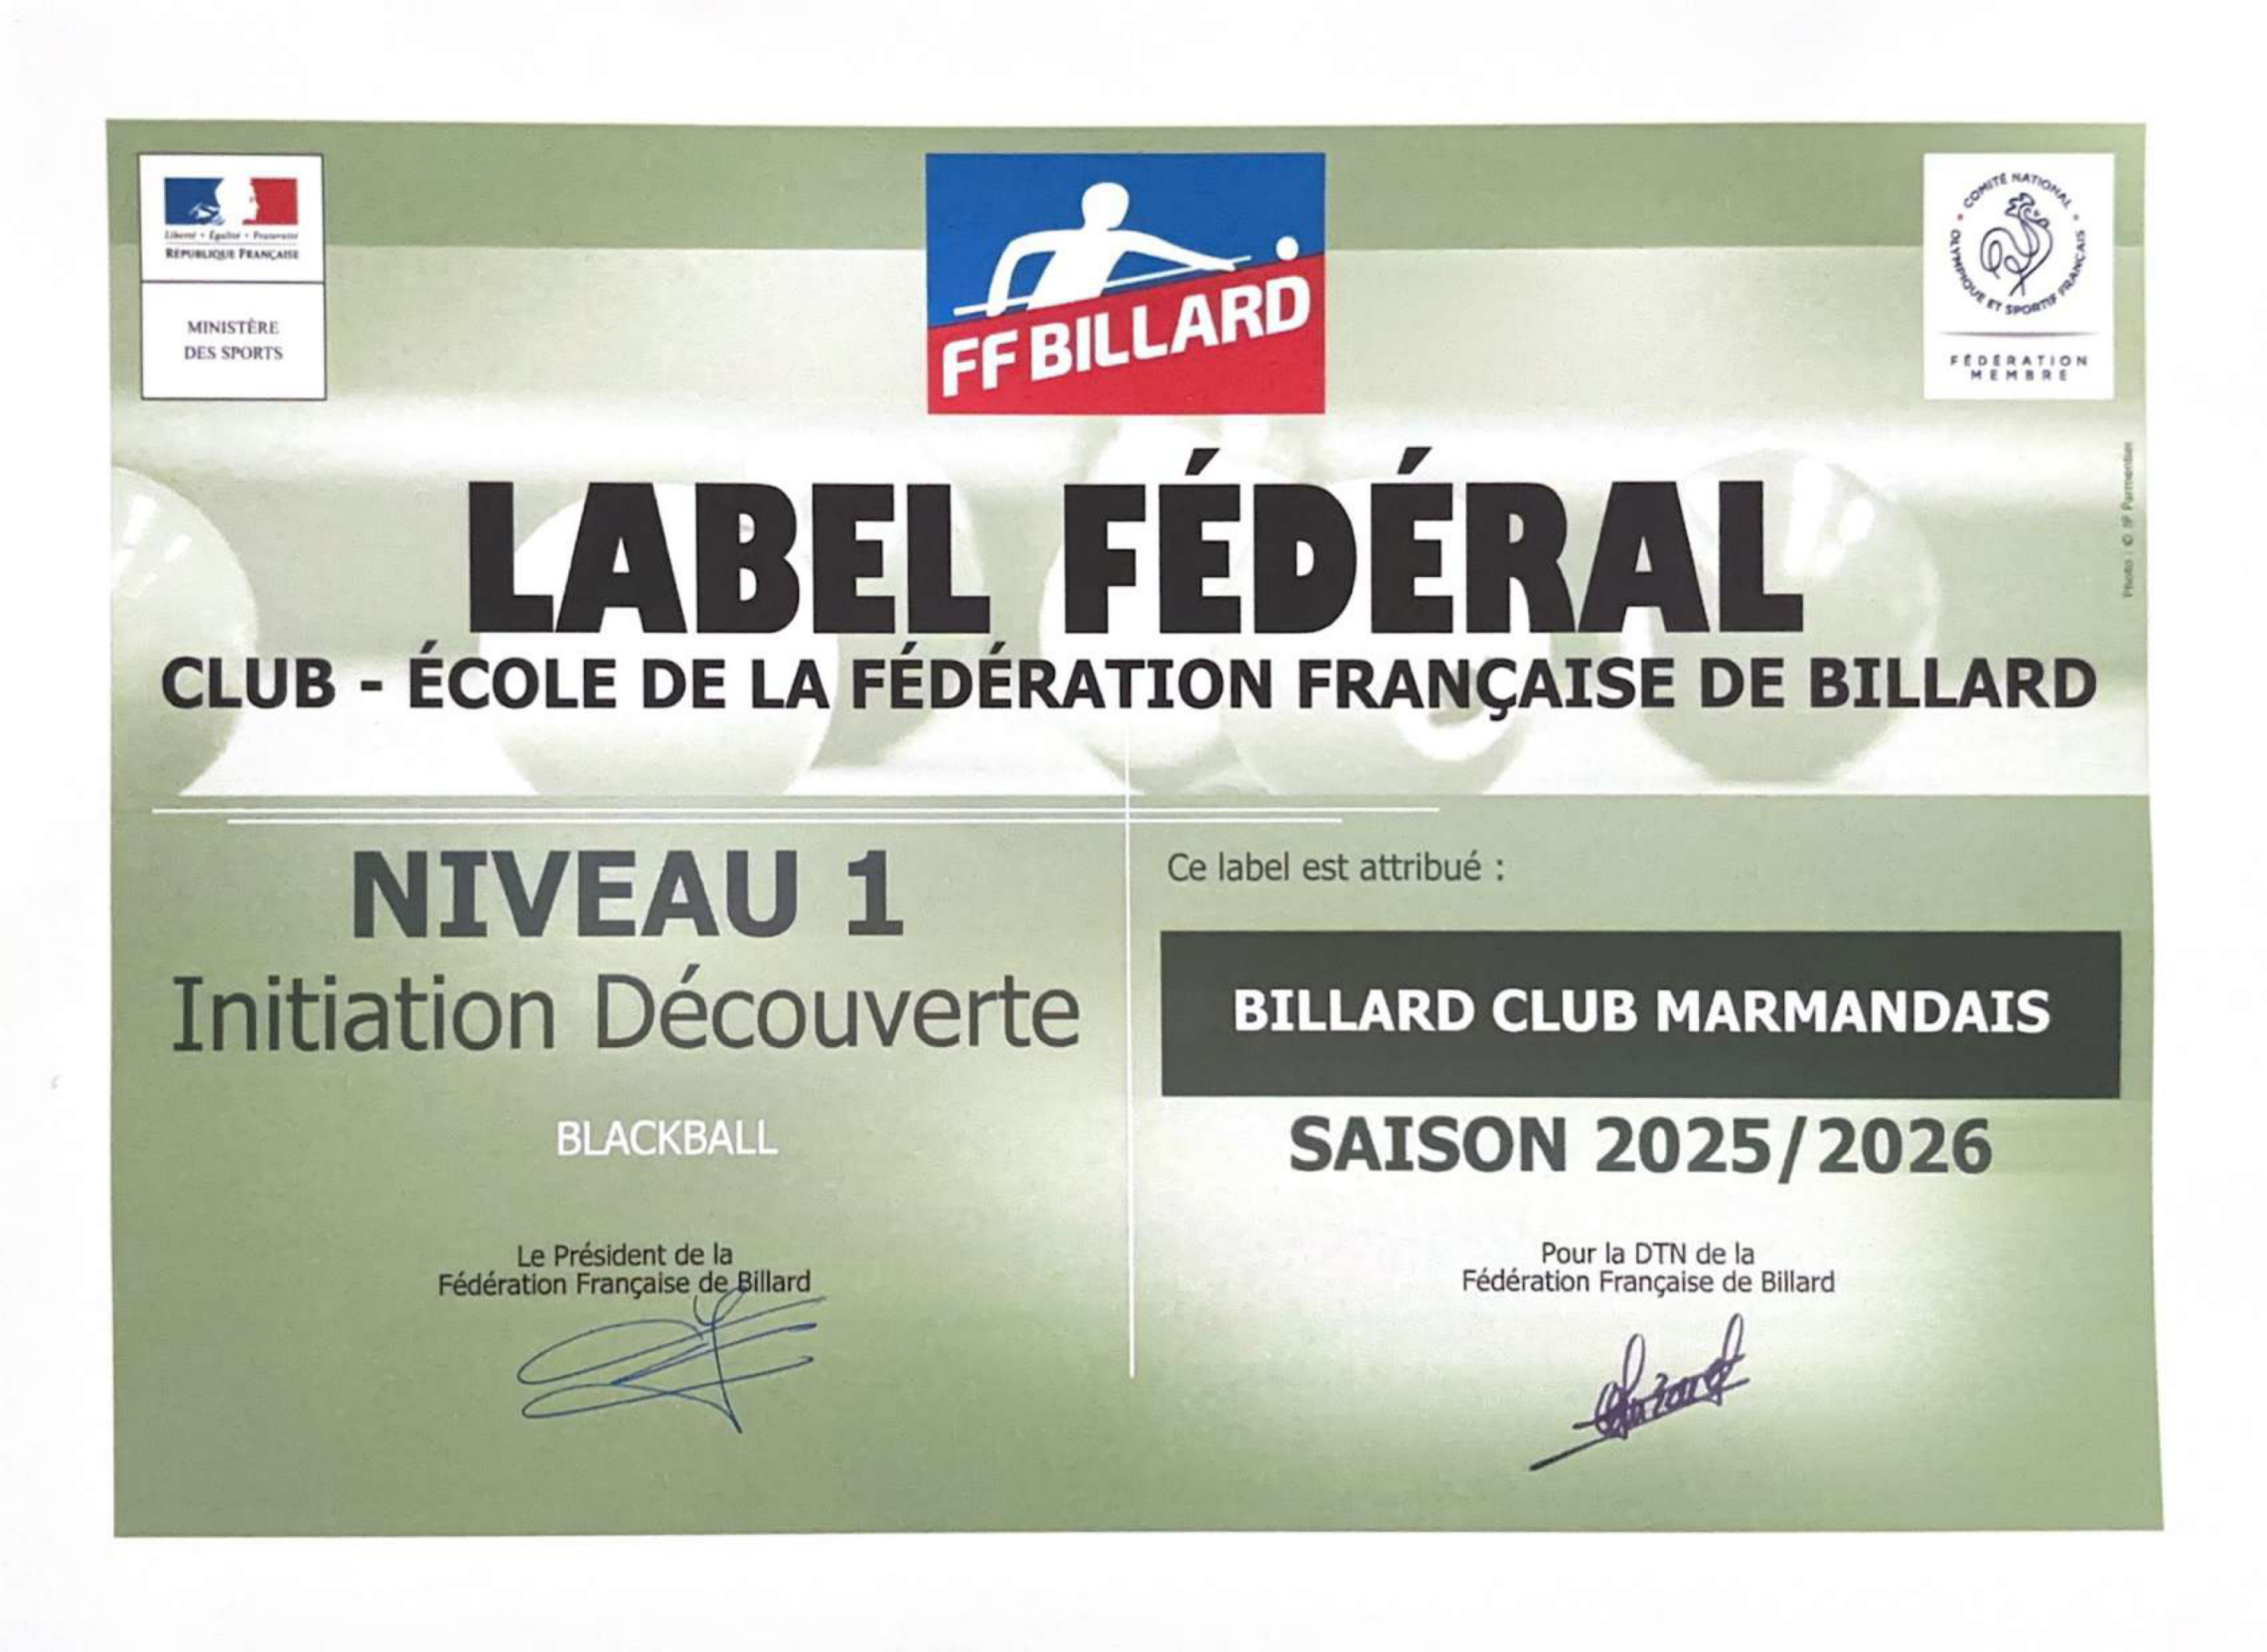 Liberté • Égalité • Fraternité
RÉPUBLIQUE FRANÇAISE
MINISTÈRE
DES SPORTS
FF BILLARD
COMITÉ NATIONAL
OLYMPIQUE ET SPORTIF FRANÇAIS
FÉDÉRATION
MEMBRE
Photo : © JP Parmentier
LABEL FÉDÉRAL
CLUB - ÉCOLE DE LA FÉDÉRATION FRANÇAISE DE BILLARD
NIVEAU 1
Initiation Découverte
BLACKBALL
Le Président de la
Fédération Française de Billard
Ce label est attribué :
BILLARD CLUB MARMANDAIS
SAISON 2025/2026
Pour la DTN de la
Fédération Française de Billard